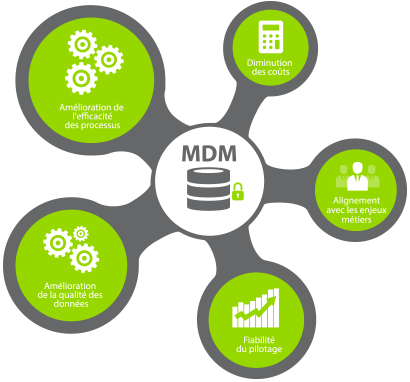 Amélioration de
l'efficacité
des processus
Diminution
des coûts
MDM
Alignement
avec les enjeux
métiers
Amélioration
de la qualité des
données
Fiabilité
du pilotage